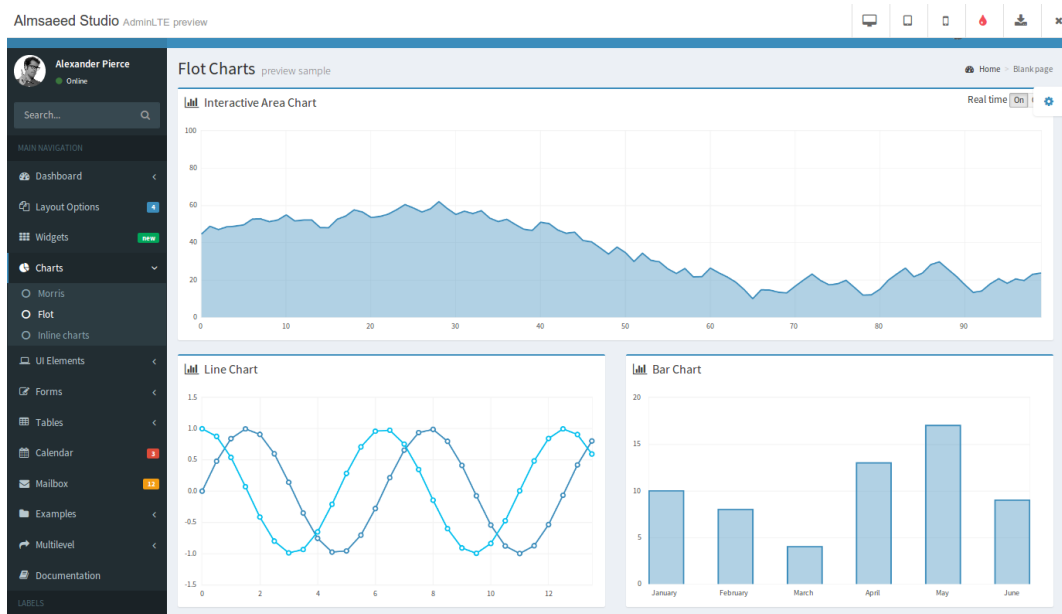 Almsaeed Studio AdminLTE preview
Alexander Pierce
Online
Search...
MAIN NAVIGATION
Dashboard
Layout Options 4
Widgets new
Charts
Morris
Flot
Inline charts
UI Elements
Forms
Tables
Calendar 3
Mailbox 12
Examples
Multilevel
Documentation
LABELS
Flot Charts preview sample
Home > Blank page
Interactive Area Chart
Real time On
100
80
60
40
20
0
0 10 20 30 40 50 60 70 80 90
Line Chart
1.5
1.0
0.5
0.0
-0.5
-1.0
-1.5
0 2 4 6 8 10 12
Bar Chart
20
15
10
5
0
January February March April May June